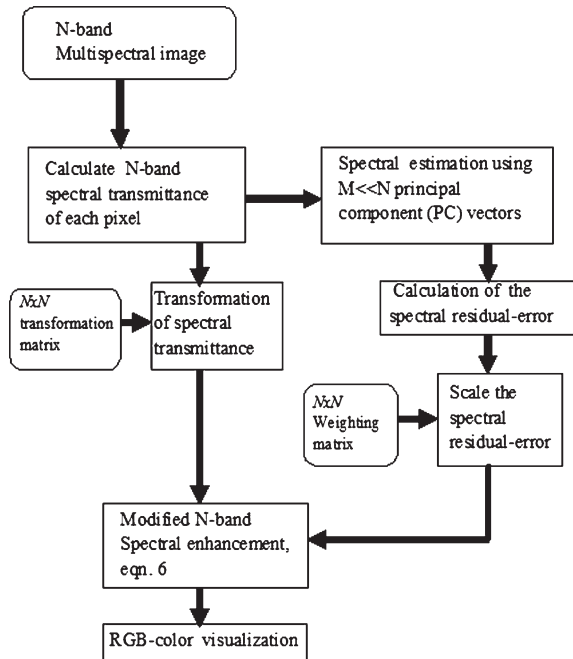 N-band
Multispectral image
Calculate N-band
spectral transmittance
of each pixel
Spectral estimation using
M<<N principal
component (PC) vectors
NxN
transformation
matrix
Transformation
of spectral
transmittance
Calculation of the
spectral residual-error
NxN
Weighting
matrix
Scale the
spectral
residual-error
Modified N-band
Spectral enhancement,
eqn. 6
RGB-color visualization